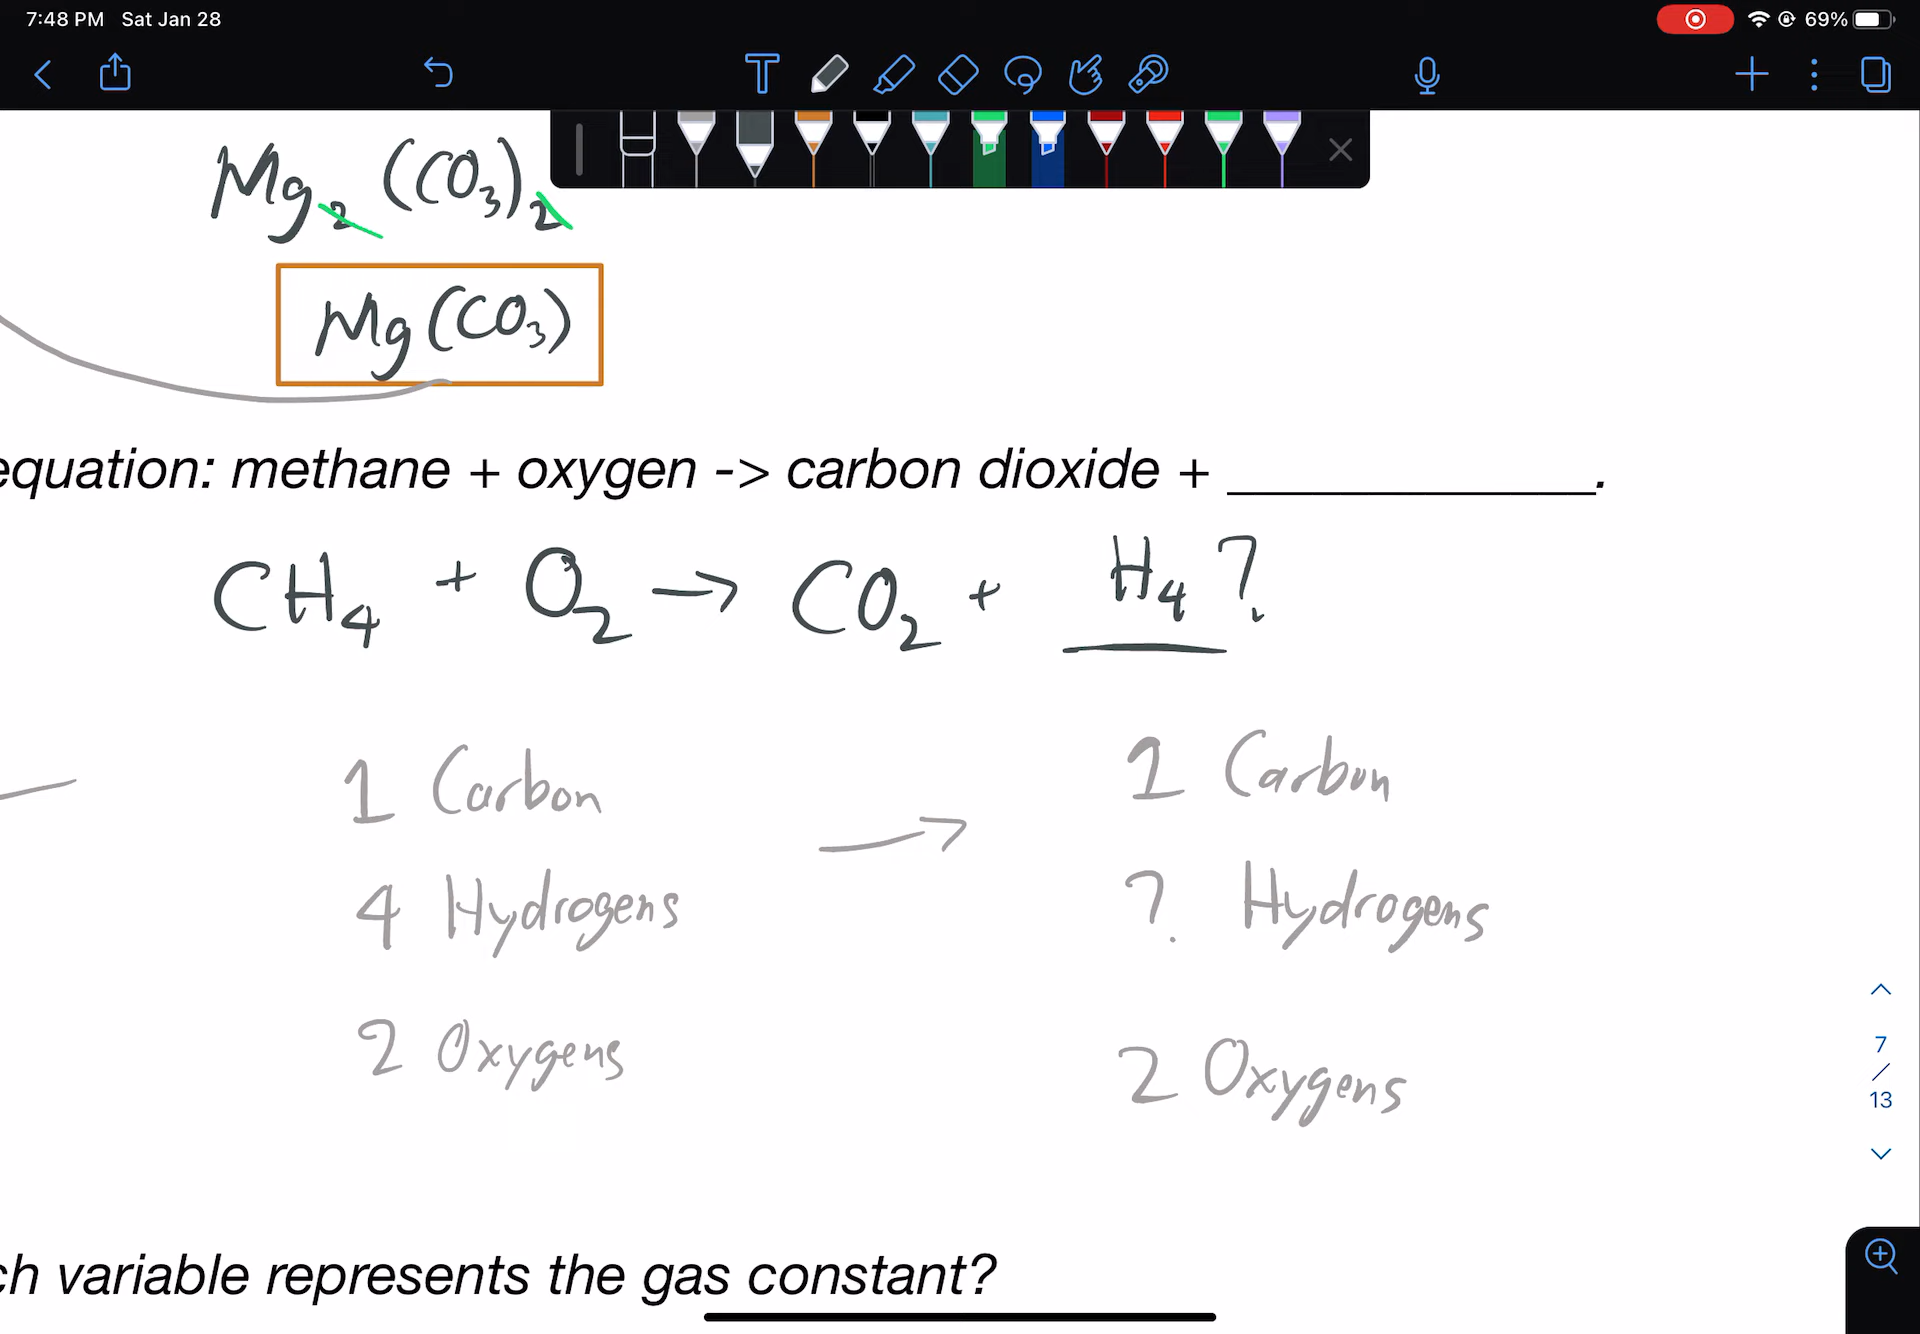 7:48 PM Sat Jan 28 69%
T
Mg2 (CO3)2
Mg(CO3)
equation: methane + oxygen -> carbon dioxide + ____________.
CH4 + O2 → CO2 + H4 ?
1 Carbon → 1 Carbon
4 Hydrogens ? Hydrogens
2 Oxygens 2 Oxygens
7
/
13
ch variable represents the gas constant?